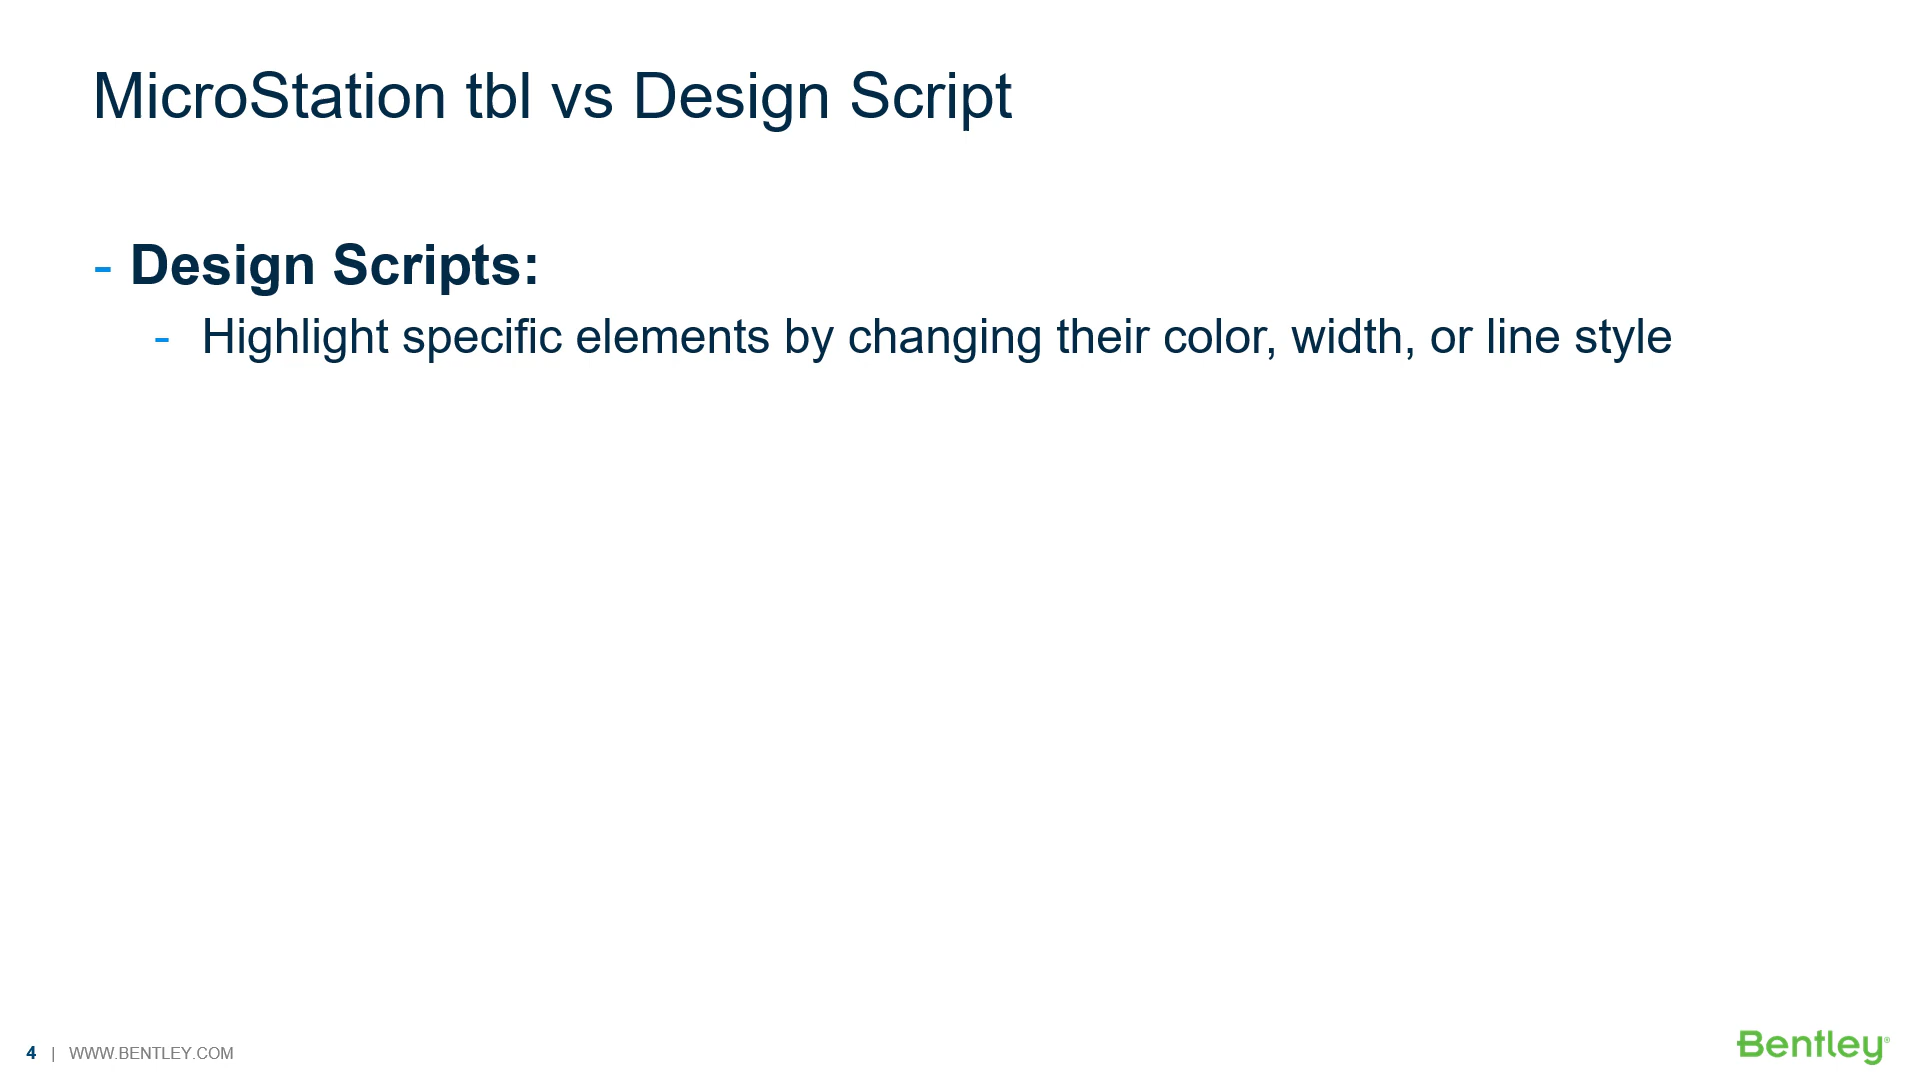 MicroStation tbl vs Design Script
- Design Scripts:
- Highlight specific elements by changing their color, width, or line style
4 | WWW.BENTLEY.COM
Bentley®